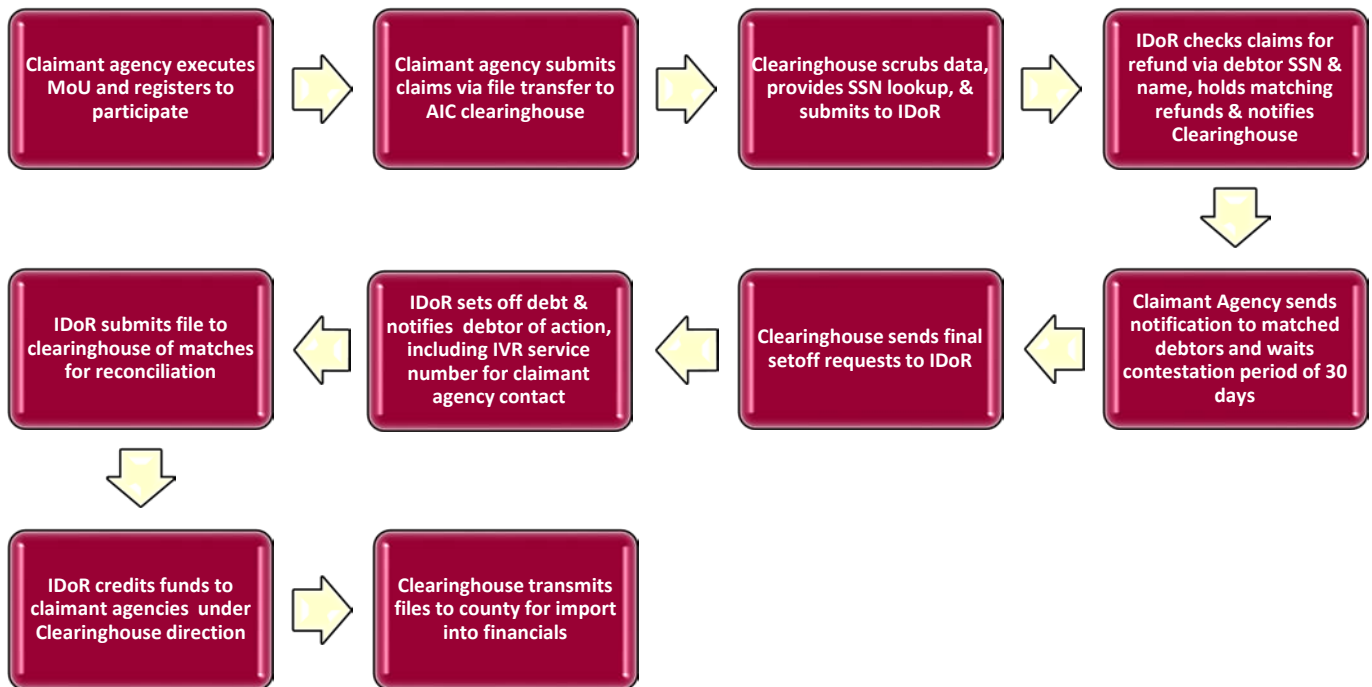 Claimant agency executes
MoU and registers to
participate
Claimant agency submits
claims via file transfer to
AIC clearinghouse
Clearinghouse scrubs data,
provides SSN lookup, &
submits to IDoR
IDoR checks claims for
refund via debtor SSN &
name, holds matching
refunds & notifies
Clearinghouse
Claimant Agency sends
notification to matched
debtors and waits
contestation period of 30
days
Clearinghouse sends final
setoff requests to IDoR
IDoR sets off debt &
notifies debtor of action,
including IVR service
number for claimant
agency contact
IDoR submits file to
clearinghouse of matches
for reconciliation
IDoR credits funds to
claimant agencies under
Clearinghouse direction
Clearinghouse transmits
files to county for import
into financials